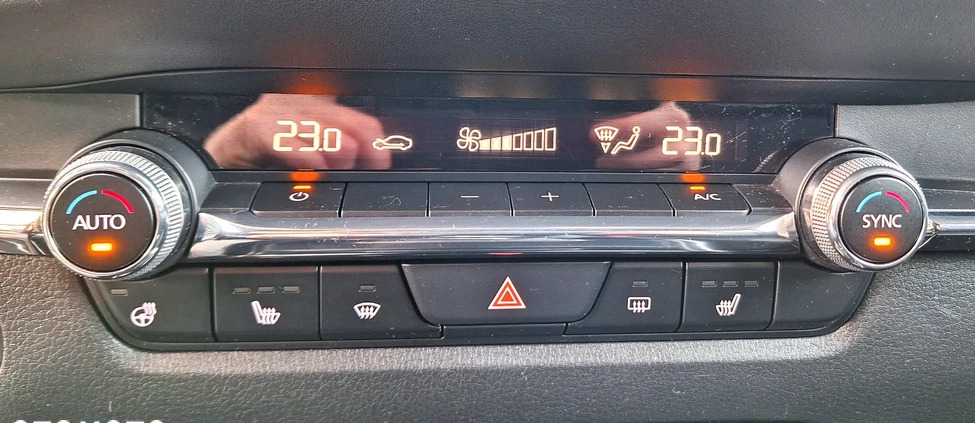 23.0 23.0
- + A/C
AUTO SYNC